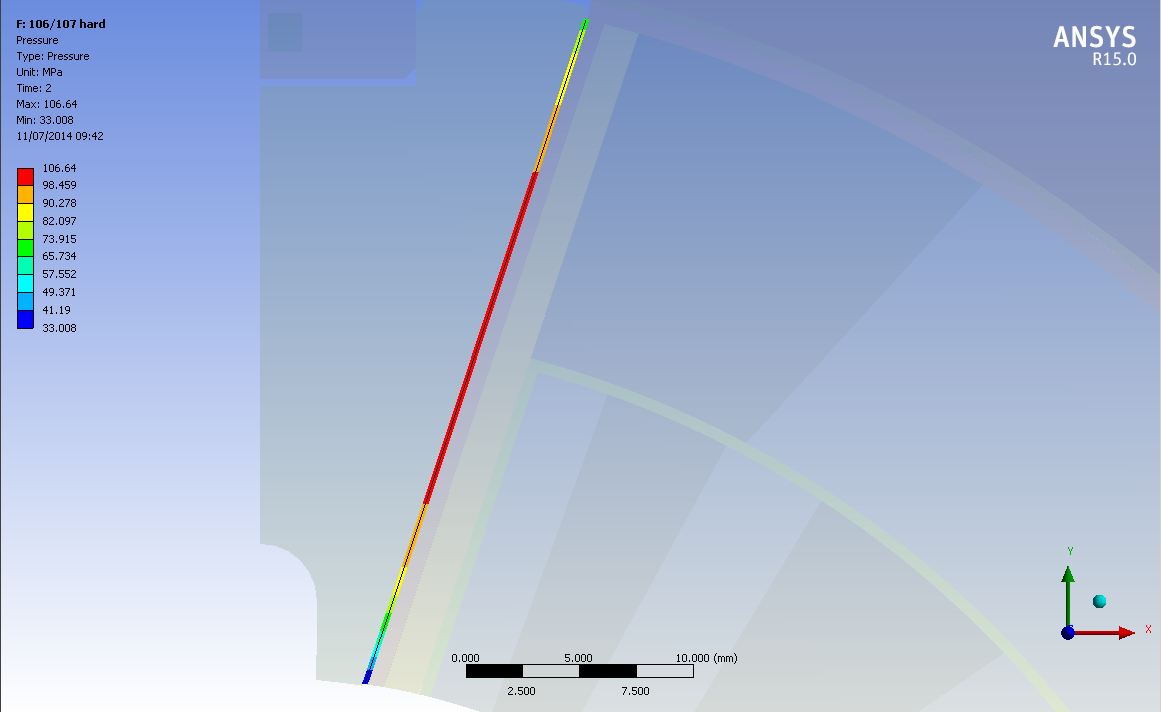 F: 106/107 hard
Pressure
Type: Pressure
Unit: MPa
Time: 2
Max: 106.64
Min: 33.008
11/07/2014 09:42
106.64
98.459
90.278
82.097
73.915
65.734
57.552
49.371
41.19
33.008
ANSYS
R15.0
0.000 5.000 10.000 (mm)
2.500 7.500
Y
X